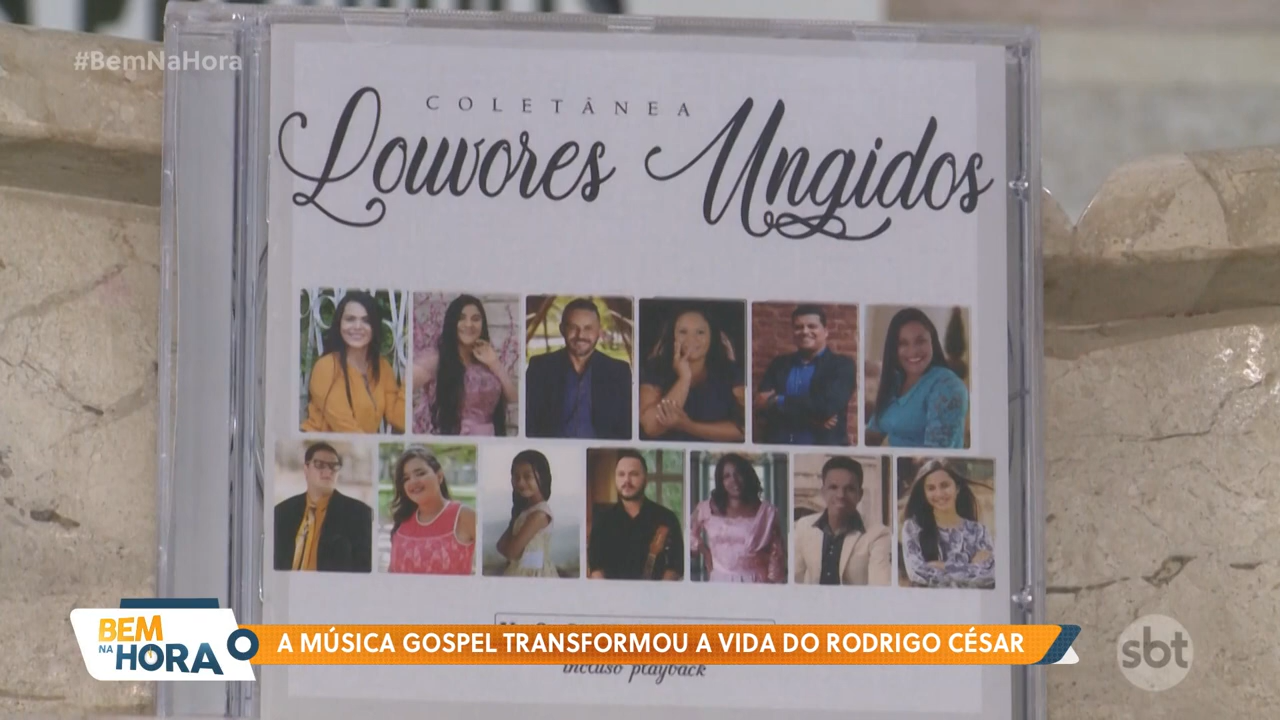 #BemNaHora
COLETÂNEA
Louvores Ungidos
BEM
NA
HORA
A MÚSICA GOSPEL TRANSFORMOU A VIDA DO RODRIGO CÉSAR
incluso playback
sbt